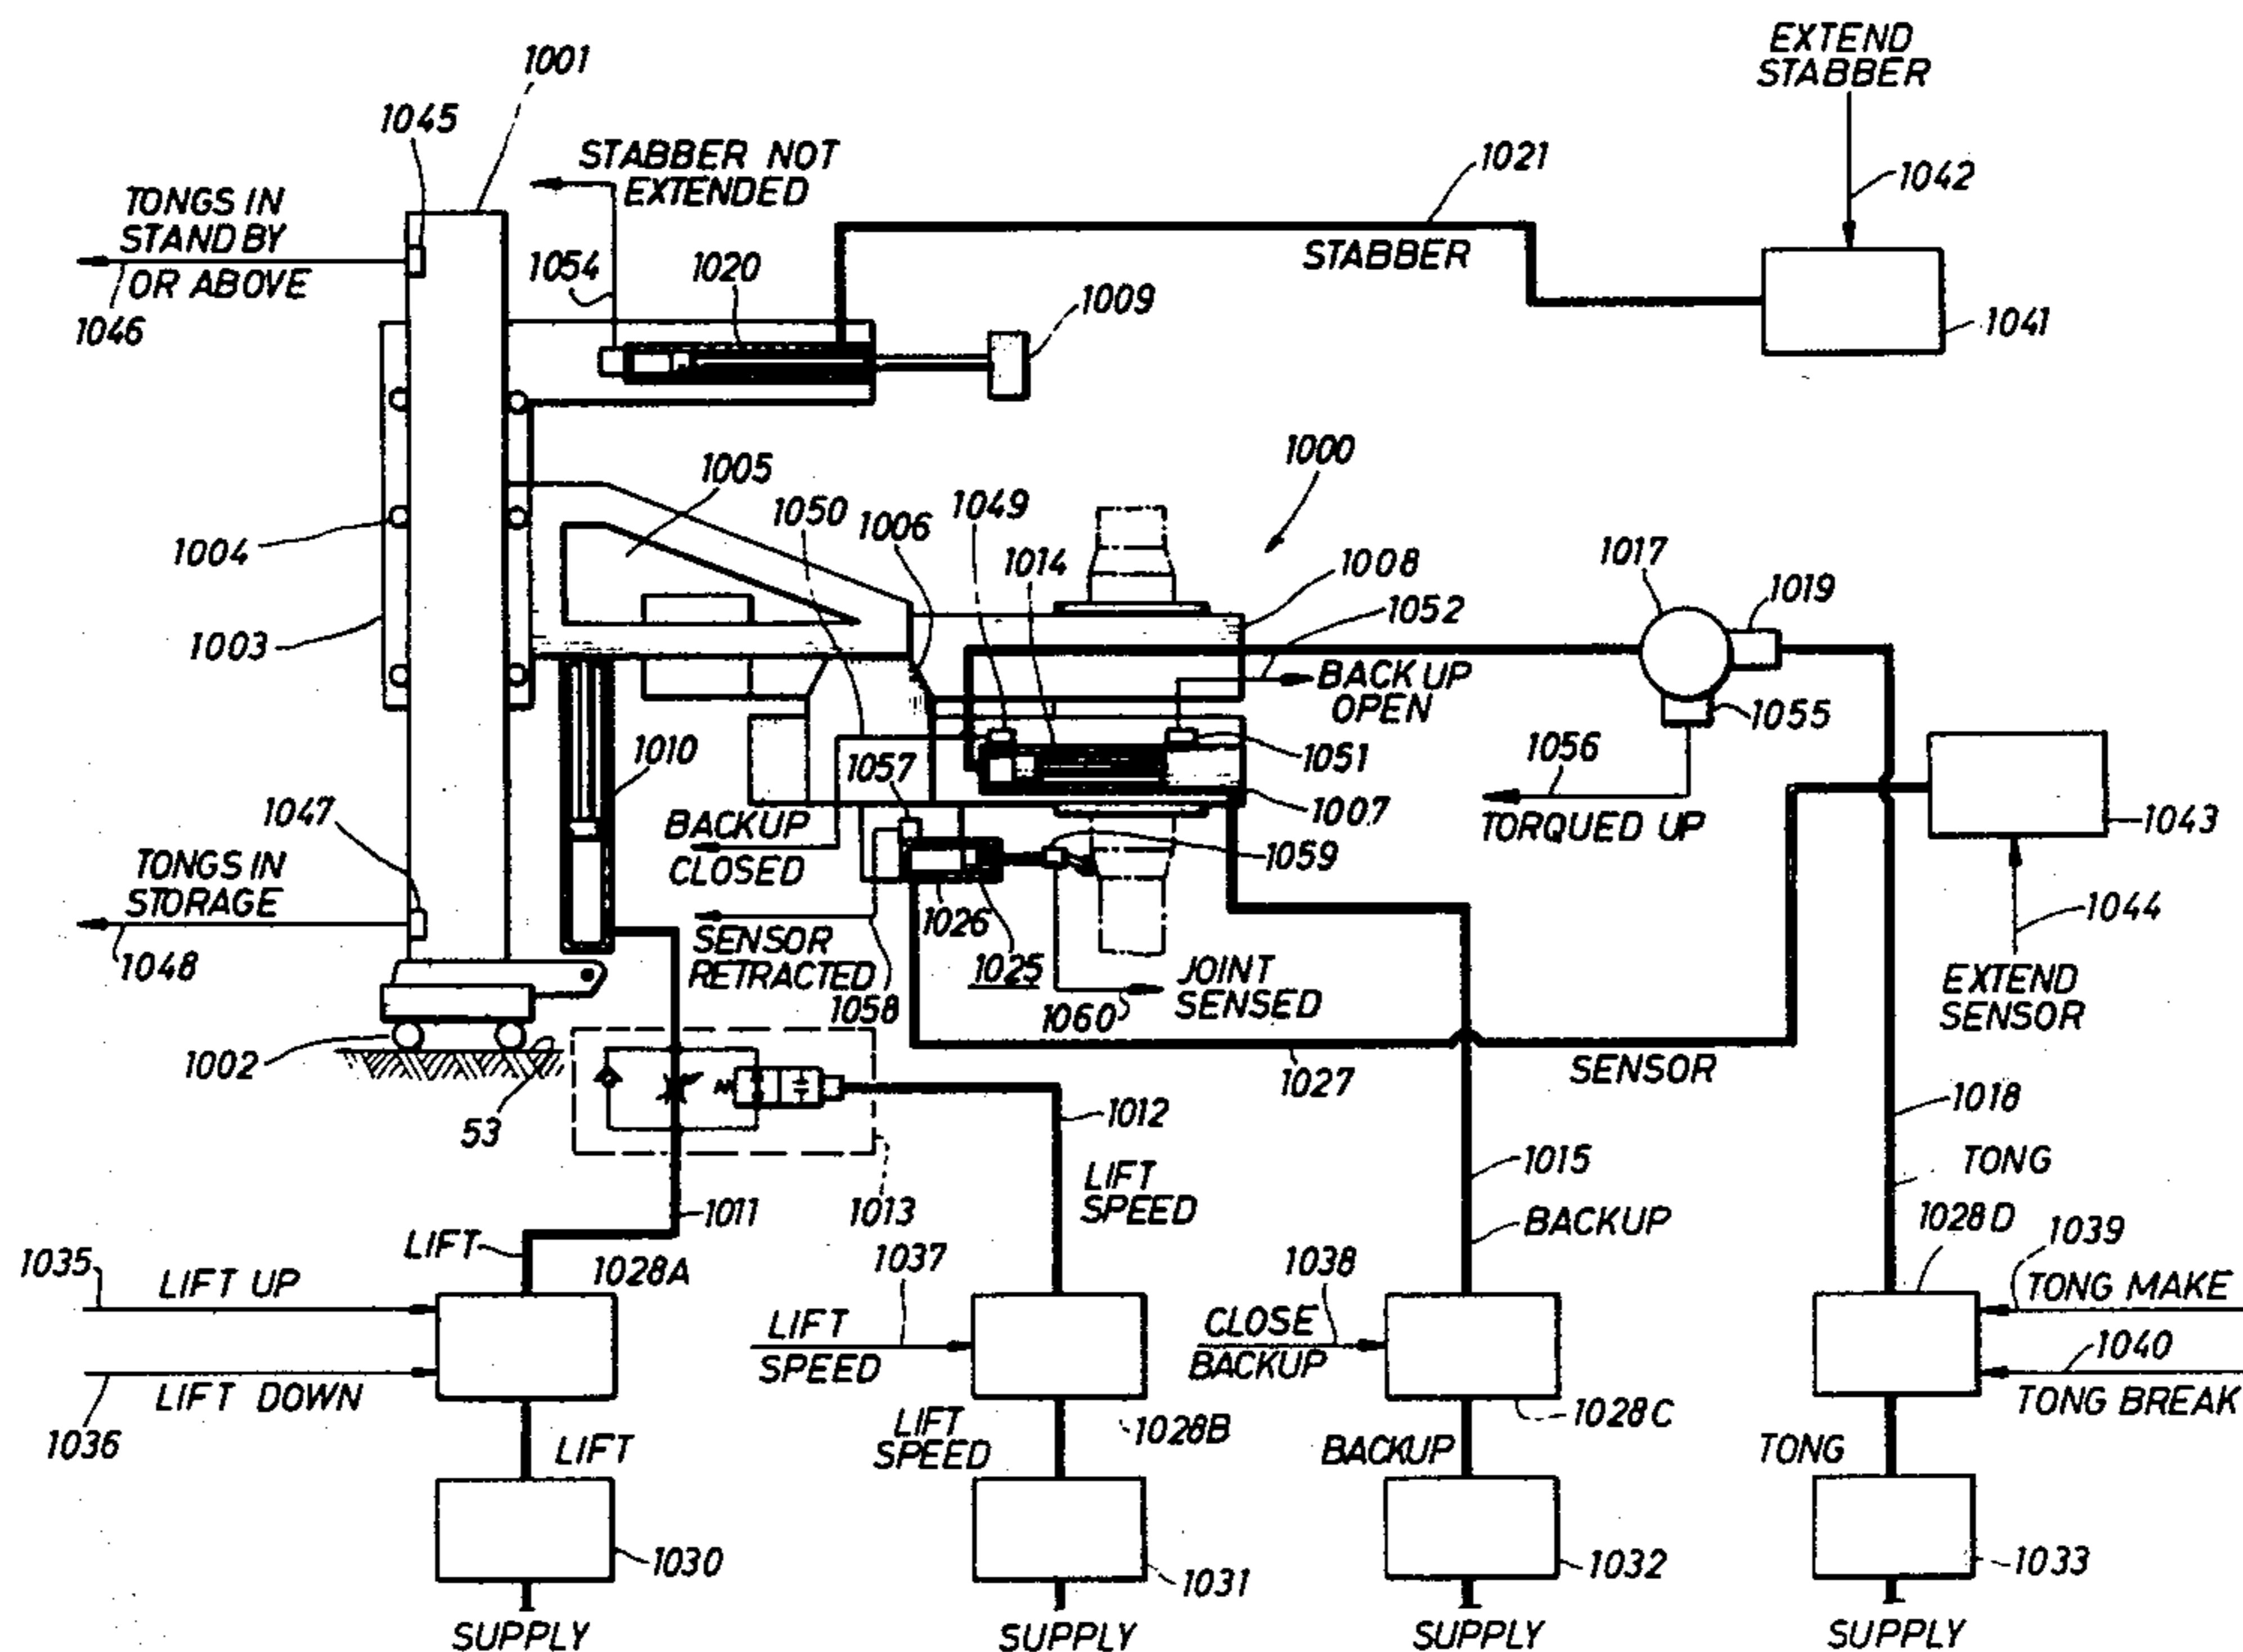 EXTEND
STABBER
1001
1045
STABBER NOT
EXTENDED
1021
1042
TONGS IN
STANDBY
OR ABOVE
1046
1054
1020
1009
STABBER
1041
1000
1005
1050
1006
1049
1014
1004
1017
1019
1008
1052
1003
BACKUP
OPEN
1055
1010
1057
1051
1056
1007
TORQUED UP
1043
1047
BACKUP
CLOSED
1059
TONGS IN
STORAGE
1048
SENSOR
RETRACTED
1026
1025
1044
1058
JOINT
SENSED
1060
EXTEND
SENSOR
1002
53
1027
SENSOR
1012
1018
1011
1013
LIFT
SPEED
1015
TONG
BACKUP
1028D
1039
1035
LIFT UP
LIFT
1028A
1037
1038
TONG MAKE
LIFT
SPEED
CLOSE
BACKUP
1040
TONG BREAK
LIFT DOWN
1036
LIFT
LIFT
SPEED
1028B
1028C
BACKUP
TONG
1030
1031
1032
1033
SUPPLY
SUPPLY
SUPPLY
SUPPLY